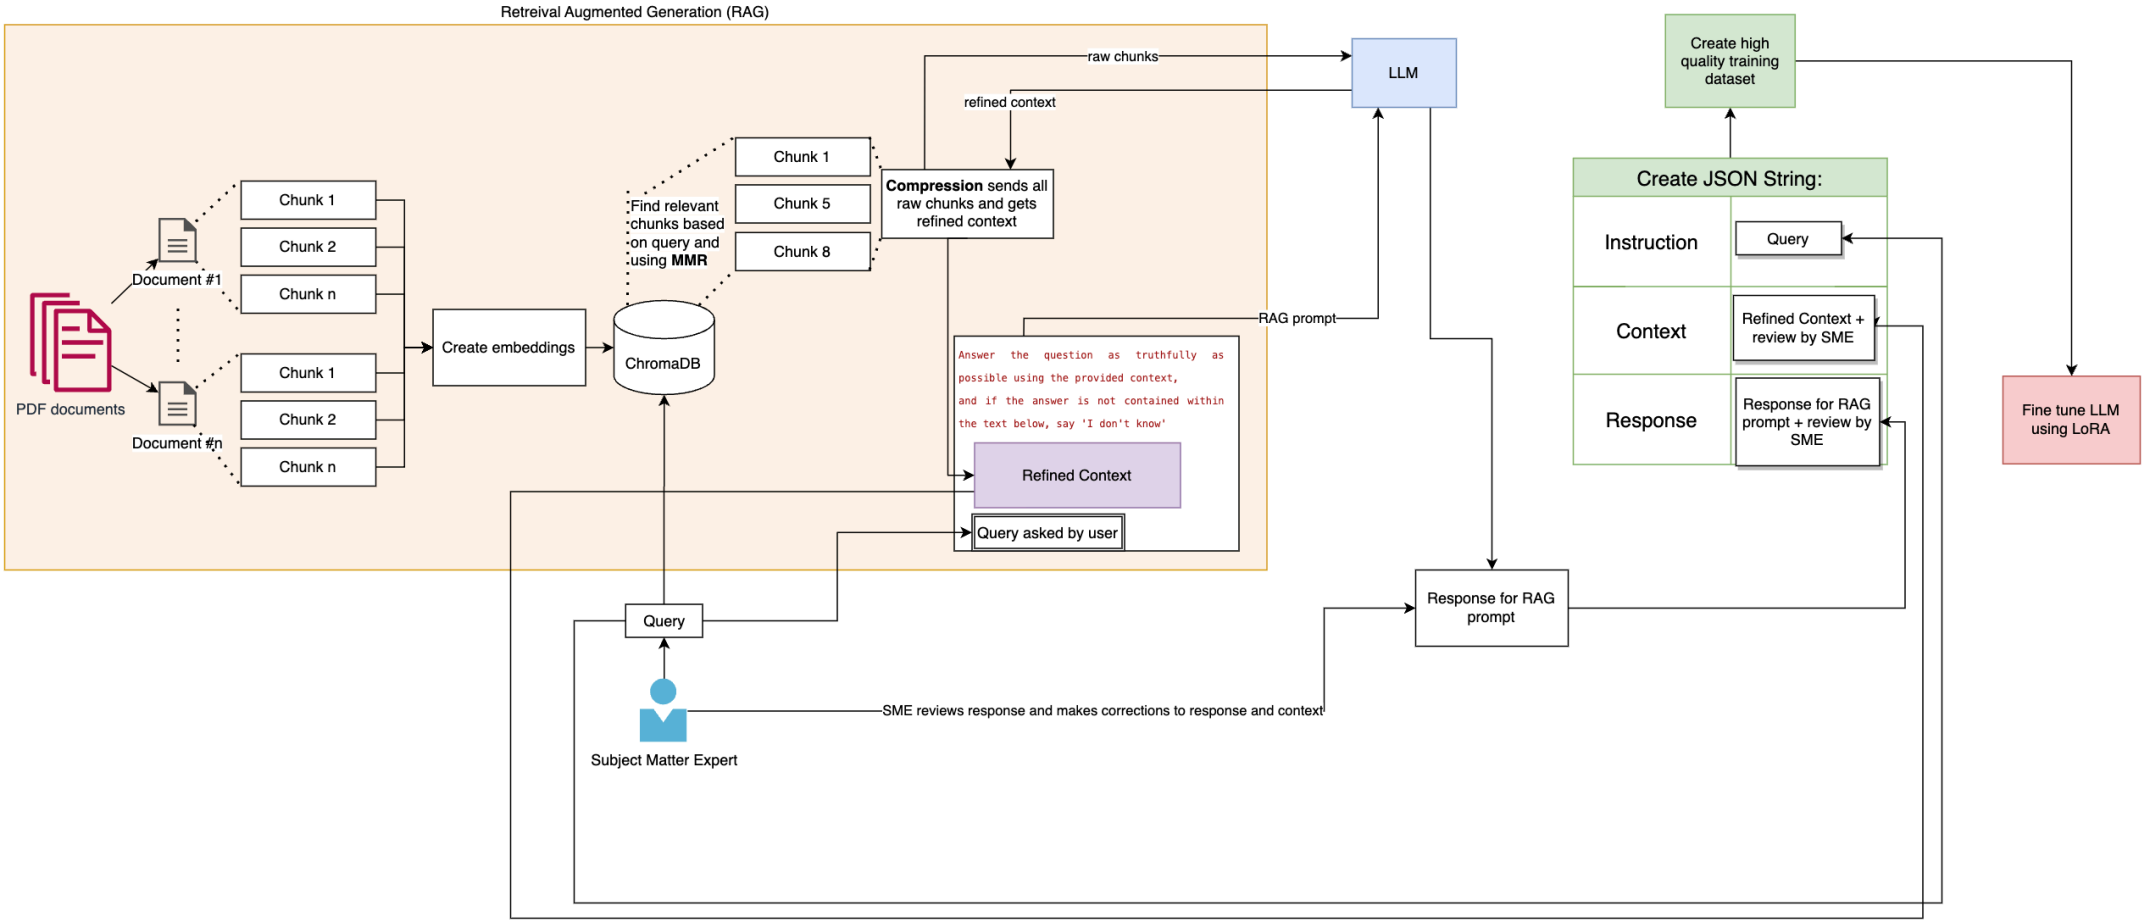 Retreival Augmented Generation (RAG)
raw chunks
refined context
LLM
Create high
quality training
dataset
Chunk 1
Chunk 5
Chunk 8
Find relevant
chunks based
on query and
using MMR
Compression sends all
raw chunks and gets
refined context
Chunk 1
Chunk 2
Chunk n
Document #1
PDF documents
Document #n
Chunk 1
Chunk 2
Chunk n
Create embeddings
ChromaDB
RAG prompt
Answer the question as truthfully as
possible using the provided context,
and if the answer is not contained within
the text below, say 'I don't know'
Refined Context
Query asked by user
Query
Subject Matter Expert
SME reviews response and makes corrections to response and context
Response for RAG
prompt
Create JSON String:
Instruction
Query
Context
Refined Context +
review by SME
Response
Response for RAG
prompt + review by
SME
Fine tune LLM
using LoRA